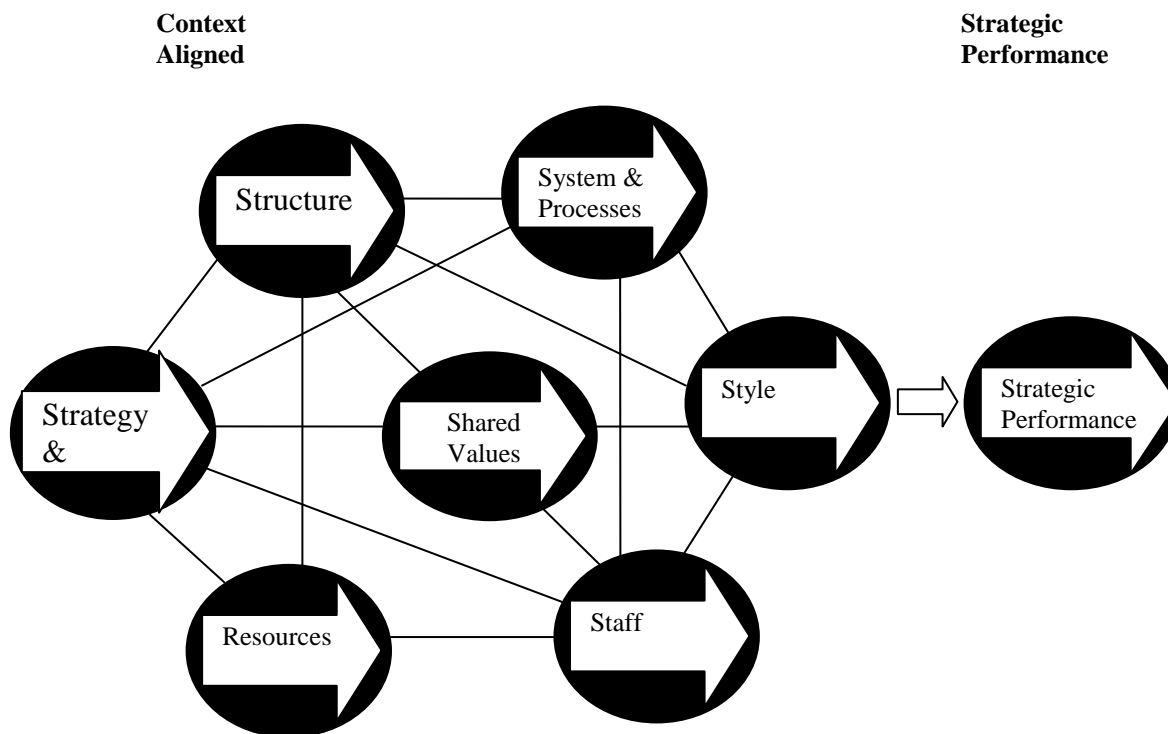 Context
Aligned
Strategic
Performance
Structure
System &
Processes
Strategy
&
Shared
Values
Style
Strategic
Performance
Resources
Staff